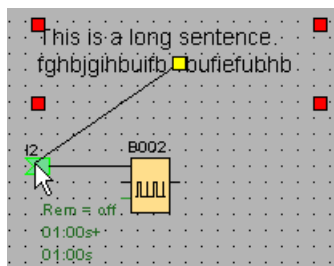 This is a long sentence.
fghbjgihbuifb bufiefubhb
I2
B002
Rem = off
01:00s+
01:00s